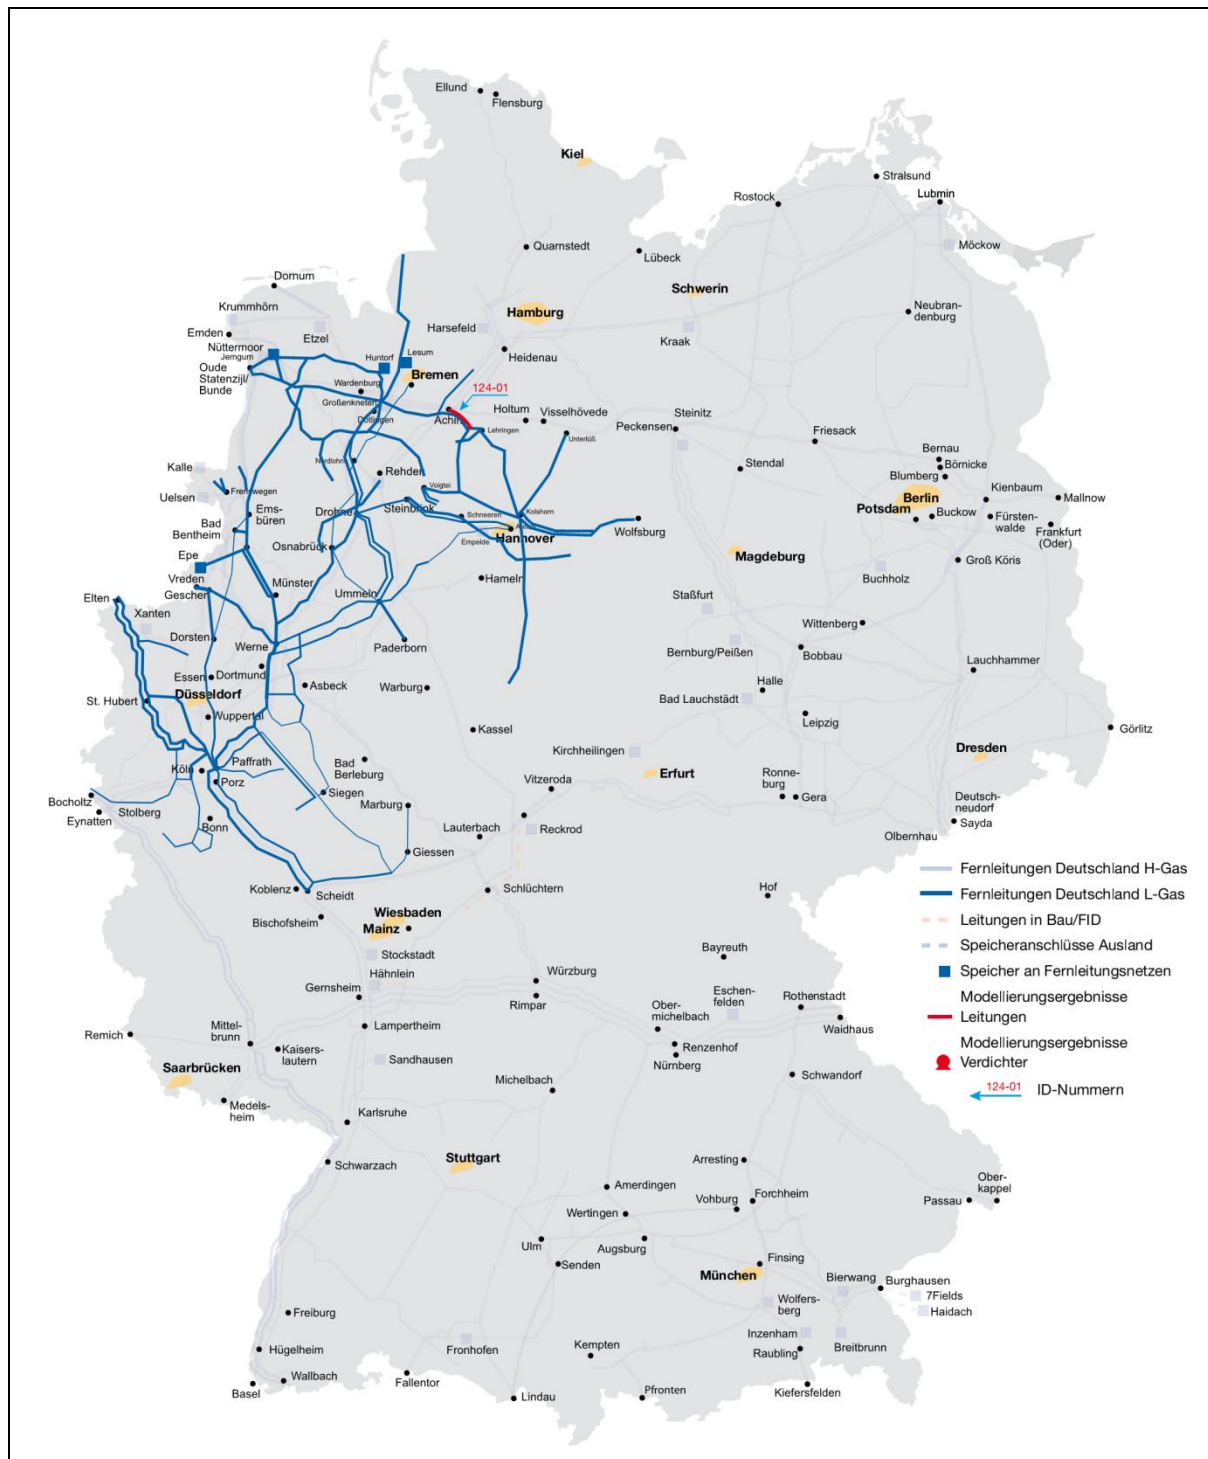 Ellund
Flensburg
Kiel
Stralsund
Rostock
Lubmin
Quarnstedt
Möckow
Lübeck
Dornum
Schwerin
Krummhörn
Hamburg
Neubran-
denburg
Emden
Etzel
Harsefeld
Kraak
Nüttermoor
Jemgum
Huntorf
Lesum
Heidenau
Oude
Statenzijl/
Bunde
Bremen
Wardenburg
124-01
Großenkneten
Dötlingen
Achim
Holtum
Visselhövede
Steinitz
Lehringen
Unterlüß
Peckensen
Friesack
Nordlohne
Bernau
Börnicke
Kalle
Rehden
Stendal
Blumberg
Voigtei
Kienbaum
Uelsen
Frenswegen
Berlin
Mallnow
Ems-
büren
Drohne
Steinbrink
Schneeren
Kolshorn
Potsdam
Buckow
Fürsten-
walde
Bad
Bentheim
Hannover
Wolfsburg
Frankfurt
(Oder)
Empelde
Osnabrück
Magdeburg
Epe
Groß Köris
Vreden
Münster
Hameln
Buchholz
Gescher
Ummeln
Elten
Xanten
Staßfurt
Wittenberg
Dorsten
Werne
Paderborn
Bernburg/Peißen
Bobbau
Essen
Dortmund
Lauchhammer
Asbeck
Warburg
Halle
Düsseldorf
St. Hubert
Bad Lauchstädt
Wuppertal
Leipzig
Kassel
Görlitz
Kirchheilingen
Dresden
Paffrath
Bad
Berleburg
Köln
Erfurt
Ronne-
burg
Porz
Vitzeroda
Siegen
Gera
Bocholtz
Stolberg
Marburg
Deutsch-
neudorf
Eynatten
Bonn
Lauterbach
Reckrod
Sayda
Olbernhau
Giessen
Fernleitungen Deutschland H-Gas
Koblenz
Scheidt
Schlüchtern
Hof
Fernleitungen Deutschland L-Gas
Bischofsheim
Wiesbaden
Mainz
Leitungen in Bau/FID
Speicheranschlüsse Ausland
Stockstadt
Bayreuth
Speicher an Fernleitungsnetzen
Hähnlein
Würzburg
Gernsheim
Eschen-
felden
Rimpar
Rothenstadt
Modellierungsergebnisse
Leitungen
Ober-
michelbach
Waidhaus
Lampertheim
Remich
Mittel-
brunn
Modellierungsergebnisse
Verdichter
Kaisers-
lautern
Sandhausen
Renzenhof
Nürnberg
Saarbrücken
Michelbach
Schwandorf
124-01
ID-Nummern
Medels-
heim
Karlsruhe
Stuttgart
Arresting
Schwarzach
Ober-
kappel
Amerdingen
Vohburg
Forchheim
Passau
Wertingen
Ulm
Augsburg
Senden
Finsing
München
Bierwang
Burghausen
7Fields
Wolfers-
berg
Haidach
Freiburg
Inzenham
Breitbrunn
Hügelheim
Fronhofen
Kempten
Raubling
Wallbach
Basel
Fallentor
Lindau
Pfronten
Kiefersfelden